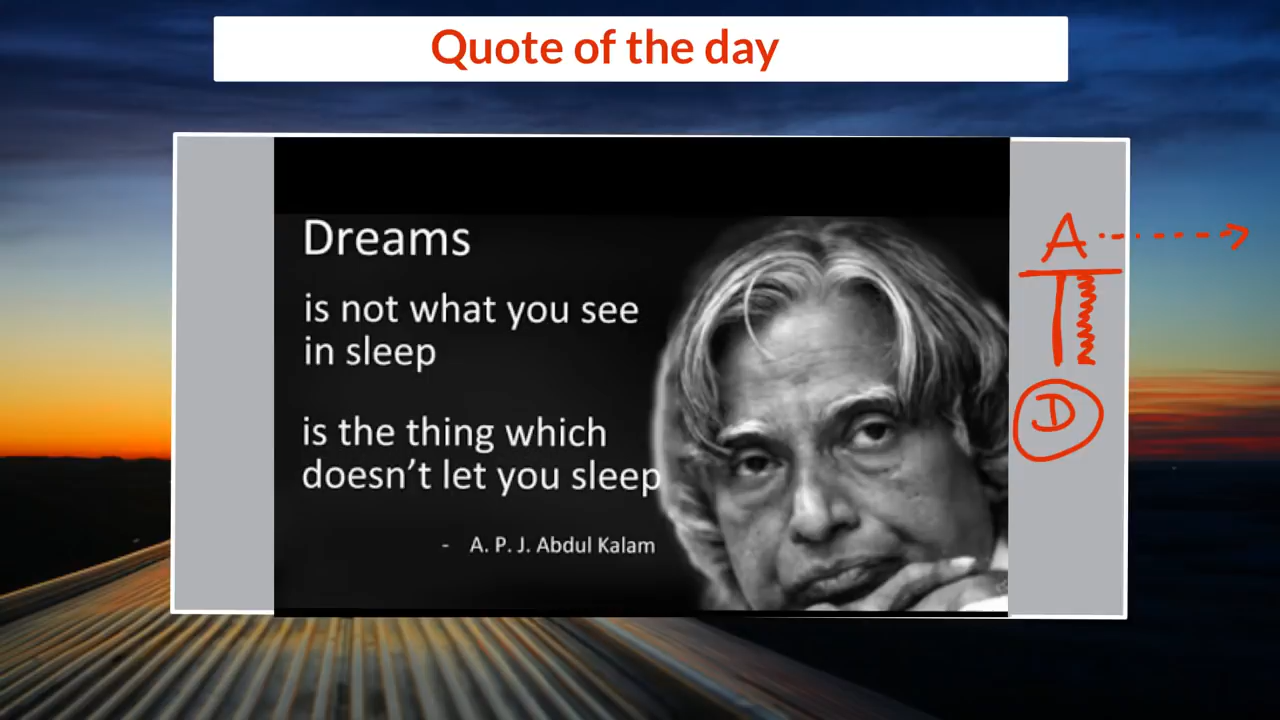 Quote of the day
Dreams
is not what you see
in sleep
is the thing which
doesn't let you sleep
- A. P. J. Abdul Kalam
A
D